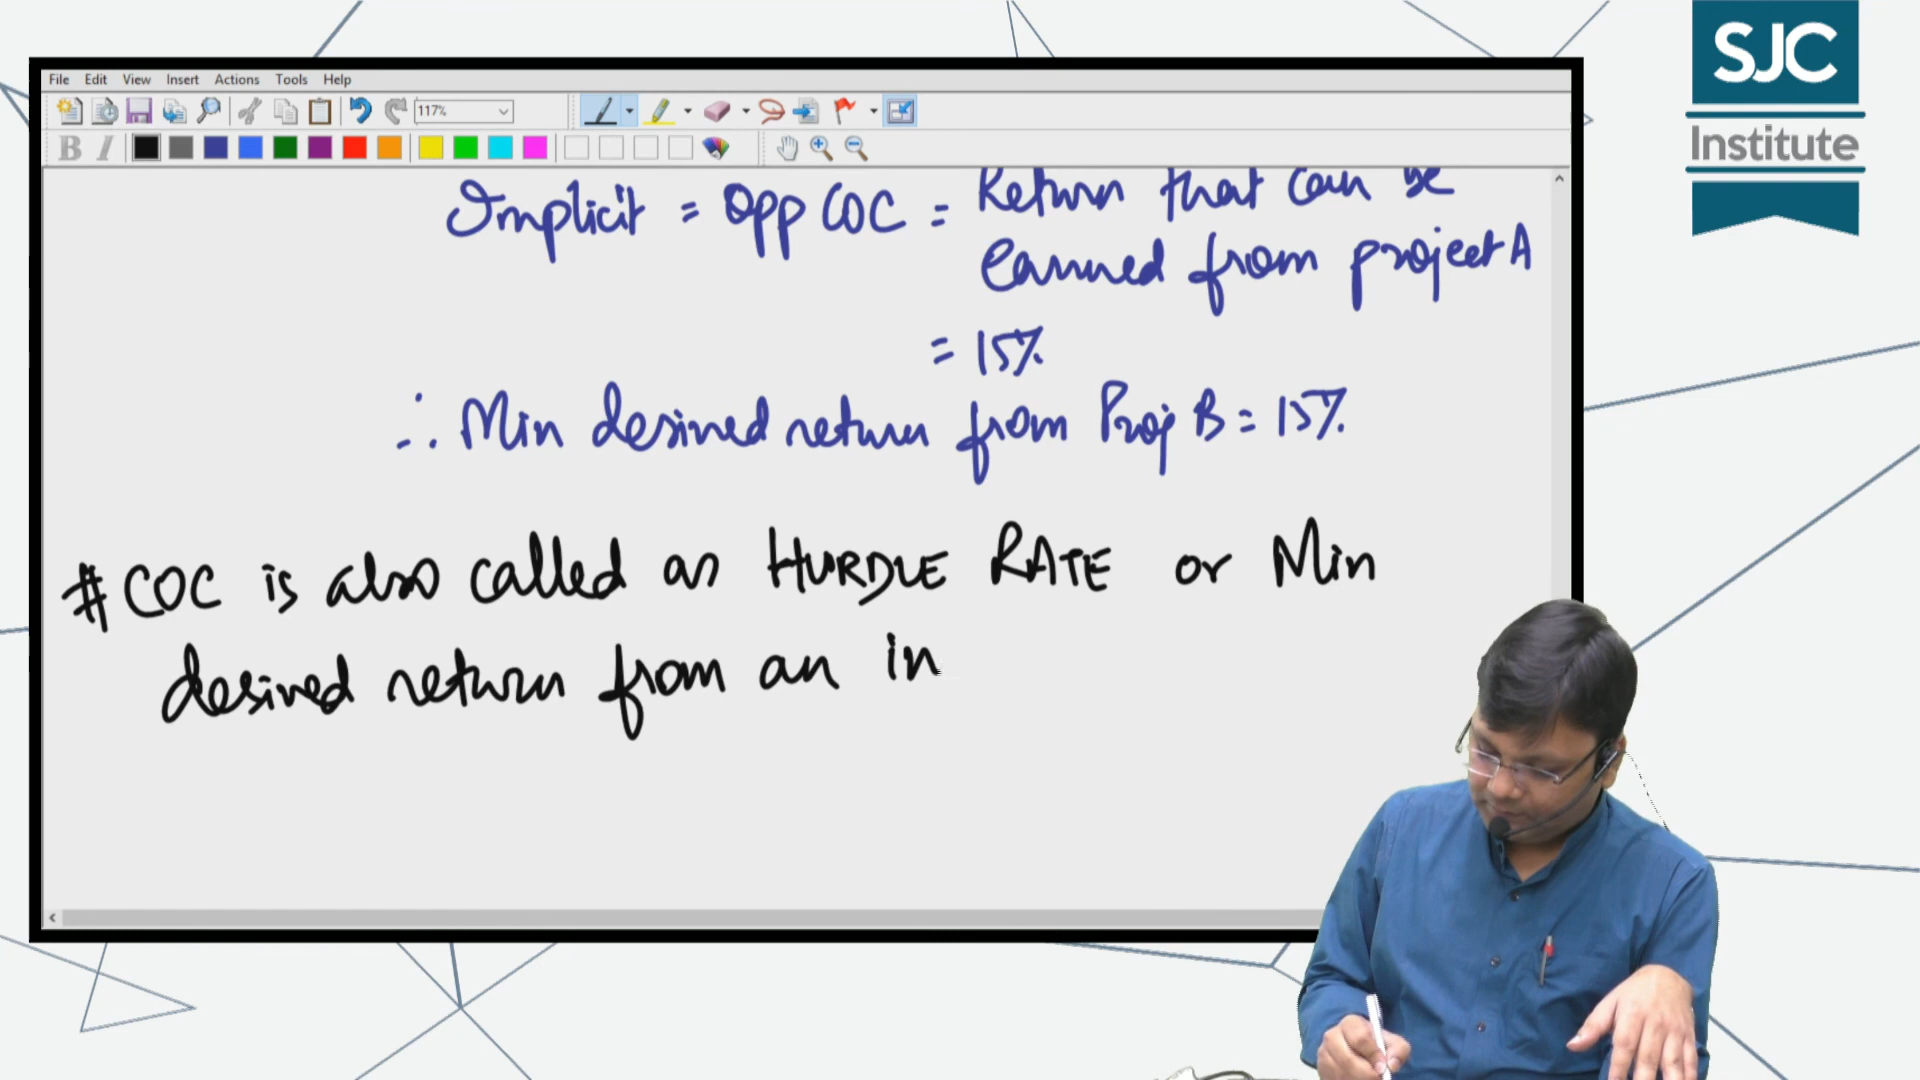 SJC
Institute
File Edit View Insert Actions Tools Help
117%
B I
Implicit = Opp COC = Return that can be
earned from project A
= 15%
∴ Min desired return from Proj B = 15%
# COC is also called as HURDLE RATE or Min
desired return from an in